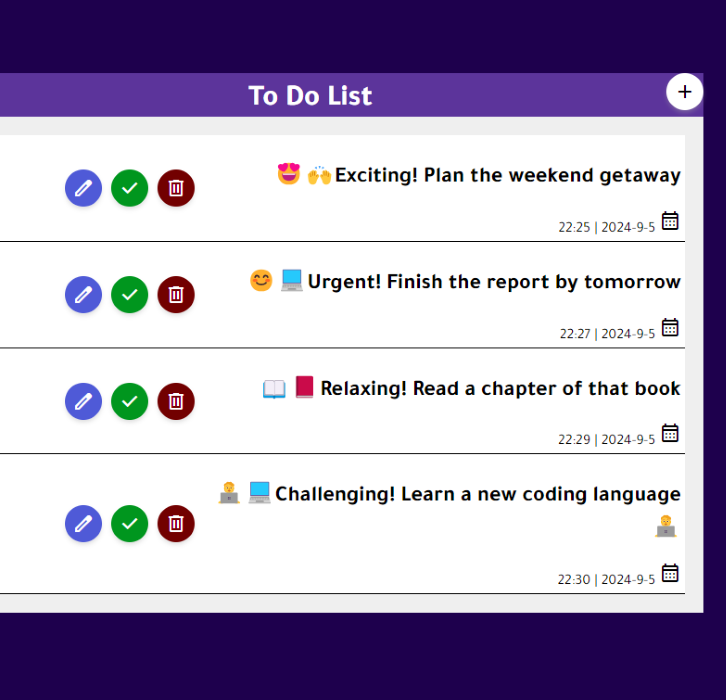 To Do List
+
😍 🙌 Exciting! Plan the weekend getaway
22:25 | 2024-9-5
😊 💻 Urgent! Finish the report by tomorrow
22:27 | 2024-9-5
📖 📕 Relaxing! Read a chapter of that book
22:29 | 2024-9-5
🧑‍💻 💻 Challenging! Learn a new coding language
🧑‍💻
22:30 | 2024-9-5